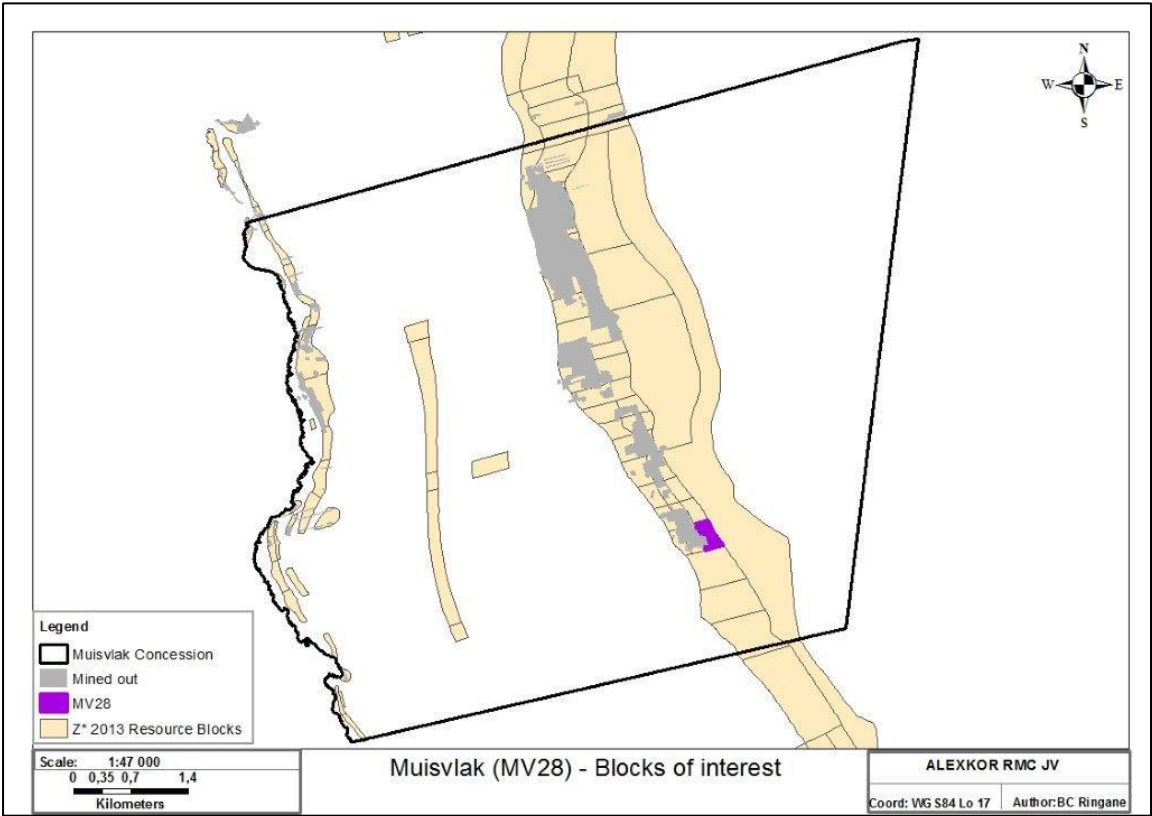 N
W E
S
Legend
Muisvlak Concession
Mined out
MV28
Z* 2013 Resource Blocks
Scale: 1:47 000
0 0,35 0,7 1,4
Kilometers
Muisvlak (MV28) - Blocks of interest
ALEXKOR RMC JV
Coord: WG S84 Lo 17 Author:BC Ringane